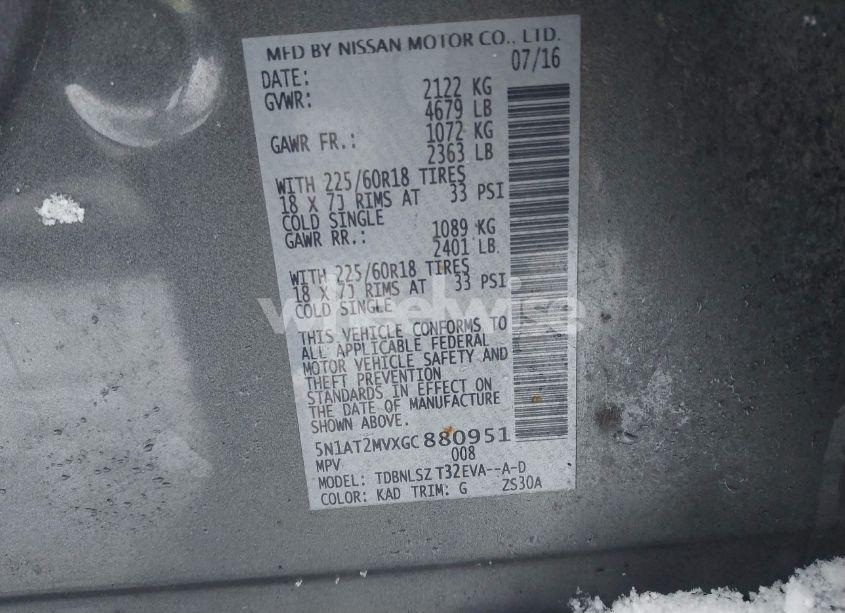 MFD BY NISSAN MOTOR CO., LTD.
DATE: 07/16
GVWR: 2122 KG
4679 LB
GAWR FR.: 1072 KG
2363 LB
WITH 225/60R18 TIRES
18 X 7J RIMS AT 33 PSI
COLD SINGLE
GAWR RR.: 1089 KG
2401 LB
WITH 225/60R18 TIRES
18 X 7J RIMS AT 33 PSI
COLD SINGLE
wheelwise
THIS VEHICLE CONFORMS TO
ALL APPLICABLE FEDERAL
MOTOR VEHICLE SAFETY AND
THEFT PREVENTION
STANDARDS IN EFFECT ON
THE DATE OF MANUFACTURE
SHOWN ABOVE.
5N1AT2MVXGC880951
MPV 008
MODEL: TDBNLSZ T32EVA--A-D
COLOR: KAD TRIM: G ZS30A